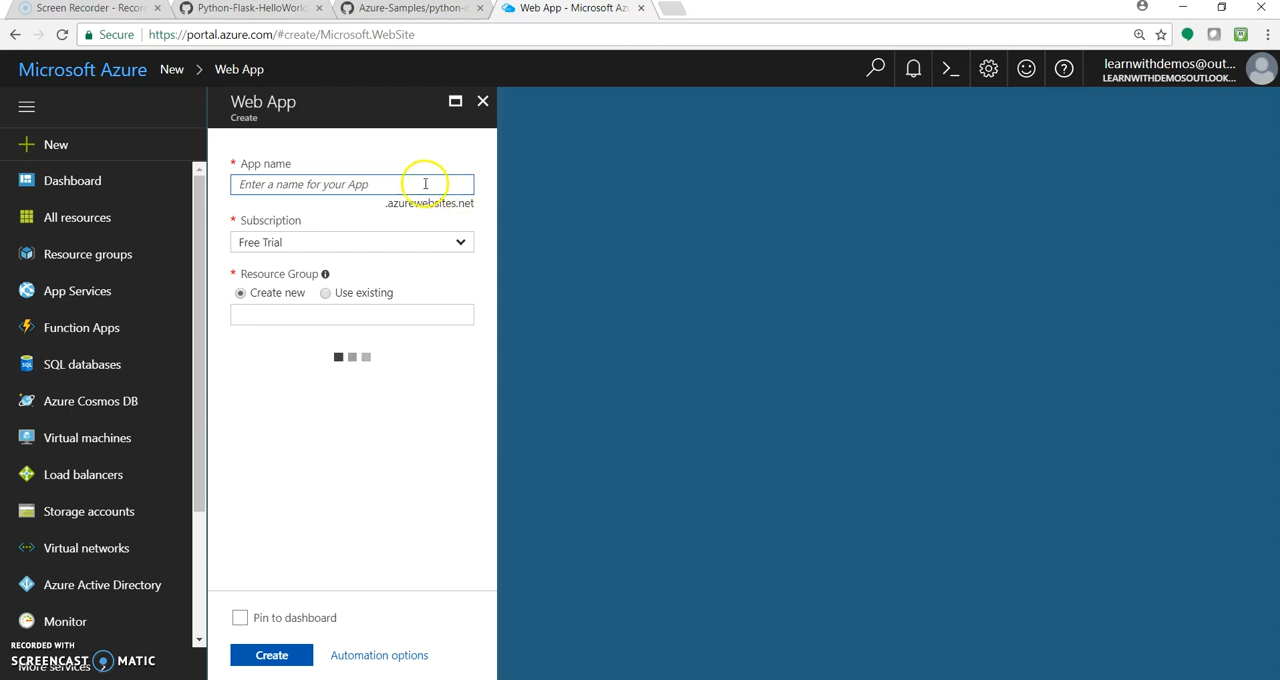 Screen Recorder - Recor
Python-Flask-HelloWorl
Azure-Samples/python-
Web App - Microsoft Az
Secure
https://portal.azure.com/#create/Microsoft.WebSite
Microsoft Azure New > Web App
learnwithdemos@out...
LEARNWITHDEMOSOUTLOOK...
New
Dashboard
All resources
Resource groups
App Services
Function Apps
SQL databases
SQL
Azure Cosmos DB
Virtual machines
Load balancers
Storage accounts
Virtual networks
Azure Active Directory
Monitor
More services
RECORDED WITH
SCREENCAST MATIC
Web App
Create
* App name
Enter a name for your App
.azurewebsites.net
* Subscription
Free Trial
* Resource Group
Create new Use existing
Pin to dashboard
Create Automation options